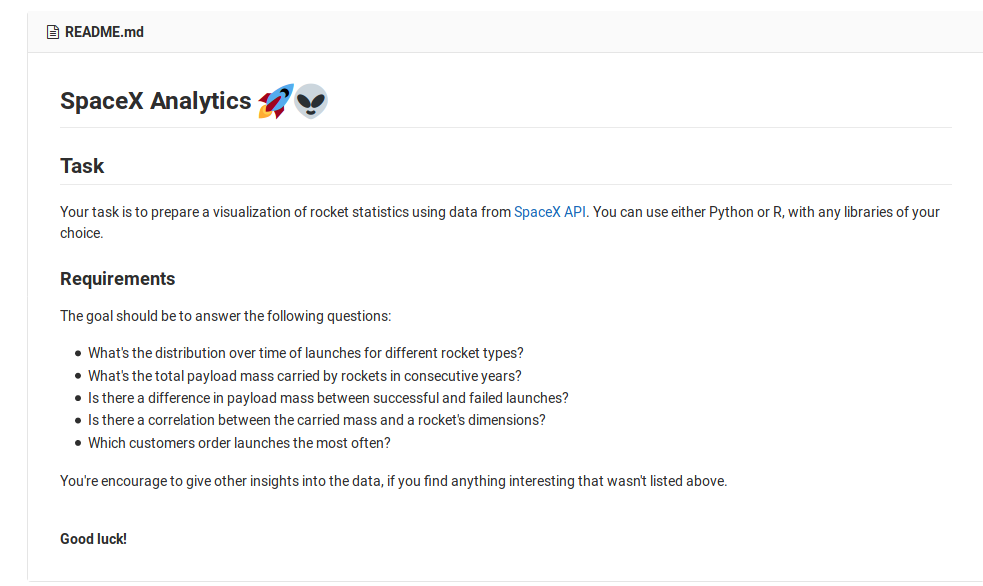 README.md
SpaceX Analytics 🚀👽
Task
Your task is to prepare a visualization of rocket statistics using data from SpaceX API. You can use either Python or R, with any libraries of your
choice.
Requirements
The goal should be to answer the following questions:
• What's the distribution over time of launches for different rocket types?
• What's the total payload mass carried by rockets in consecutive years?
• Is there a difference in payload mass between successful and failed launches?
• Is there a correlation between the carried mass and a rocket's dimensions?
• Which customers order launches the most often?
You're encourage to give other insights into the data, if you find anything interesting that wasn't listed above.
Good luck!